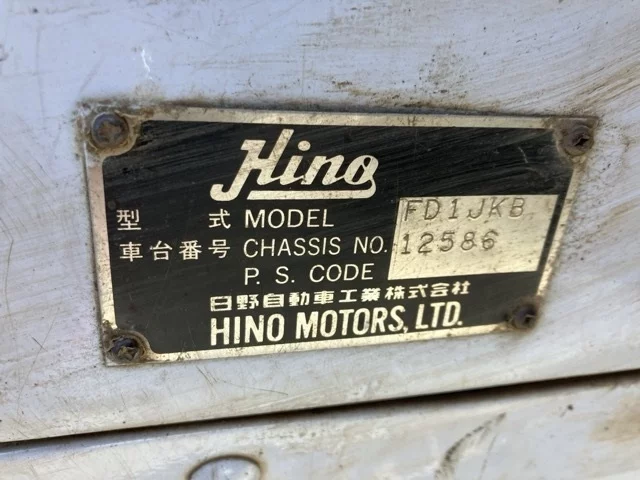 Hino
型 式 MODEL FD1JKB
車台番号 CHASSIS NO. 12586
P. S. CODE
日野自動車工業株式会社
HINO MOTORS, LTD.